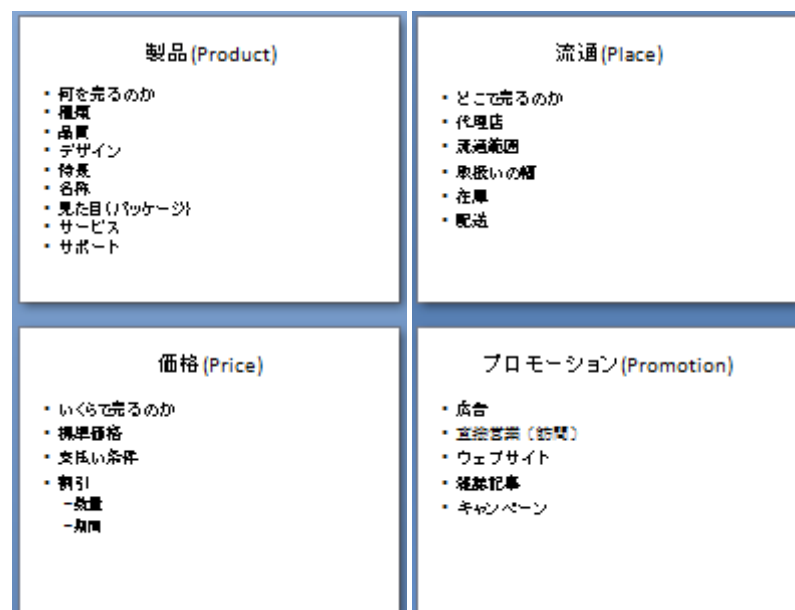 製品(Product)
・何を売るのか
・種類
・品質
・デザイン
・特長
・名称
・見た目(パッケージ)
・サービス
・サポート
流通(Place)
・どこで売るのか
・代理店
・流通範囲
・取扱いの幅
・在庫
・配送
価格(Price)
・いくらで売るのか
・標準価格
・支払い条件
・割引
－数量
－期間
プロモーション(Promotion)
・広告
・直接営業（訪問）
・ウェブサイト
・雑誌記事
・キャンペーン